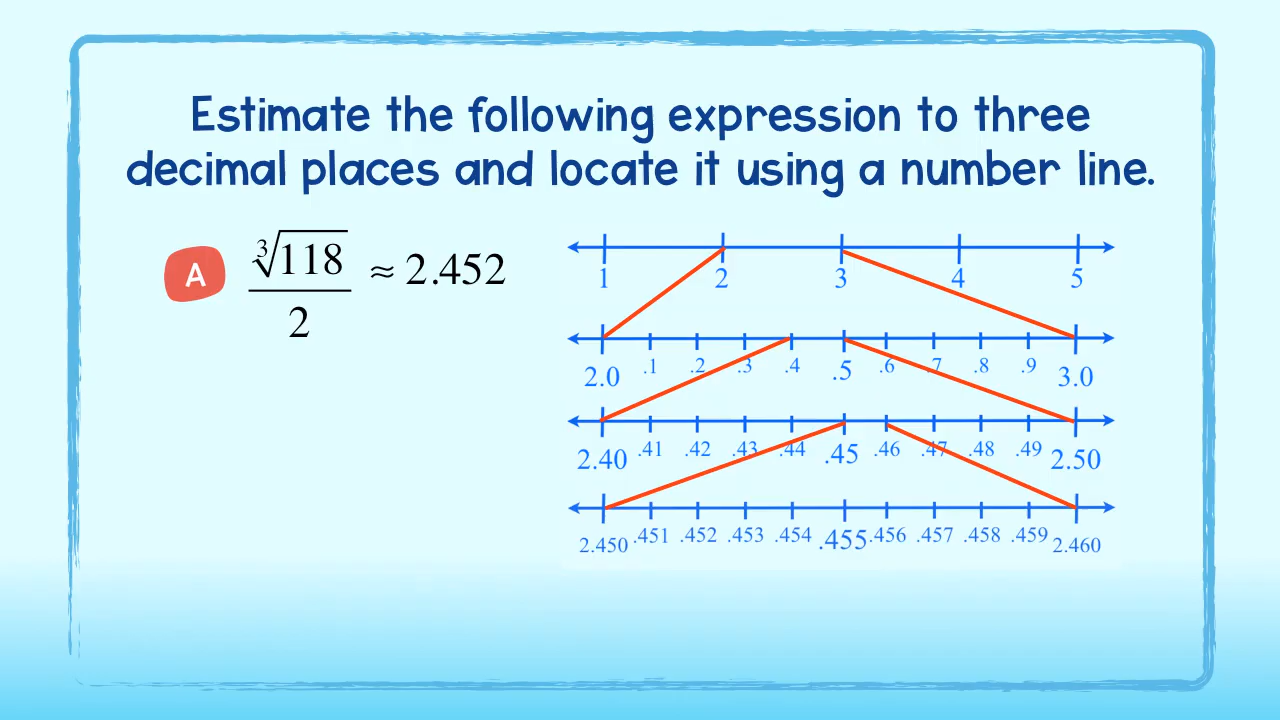 Estimate the following expression to three
decimal places and locate it using a number line.
A ∛118 / 2 ≈ 2.452
1 2 3 4 5
2.0 .1 .2 .3 .4 .5 .6 .7 .8 .9 3.0
2.40 .41 .42 .43 .44 .45 .46 .47 .48 .49 2.50
2.450 .451 .452 .453 .454 .455 .456 .457 .458 .459 2.460